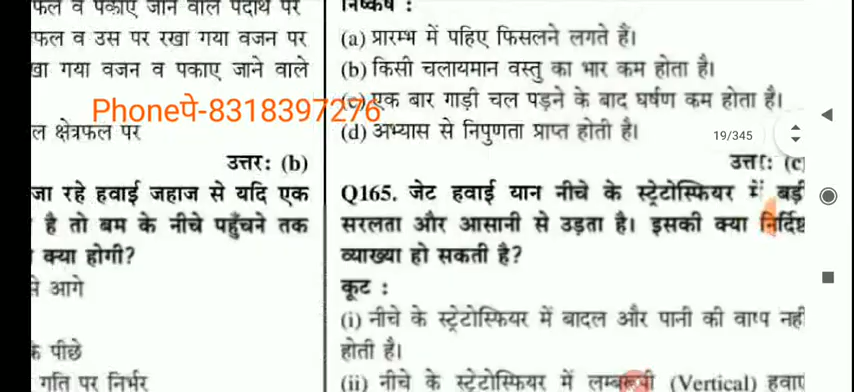 फल व पकाए जाने वाले पदार्थ पर
फल व उस पर रखा गया वजन पर
खा गया वजन व पकाए जाने वाले
ल क्षेत्रफल पर
उत्तर: (b)
जा रहे हवाई जहाज से यदि एक
है तो बम के नीचे पहुँचने तक
क्या होगी?
से आगे
के पीछे
गति पर निर्भर
निष्कर्ष :
(a) प्रारम्भ में पहिए फिसलने लगते हैं।
(b) किसी चलायमान वस्तु का भार कम होता है।
(c) एक बार गाड़ी चल पड़ने के बाद घर्षण कम होता है।
(d) अभ्यास से निपुणता प्राप्त होती है।
उत्तर: (c)
Q165. जेट हवाई यान नीचे के स्ट्रेटोस्फियर में बड़ी
सरलता और आसानी से उड़ता है। इसकी क्या निर्दिष्ट
व्याख्या हो सकती है?
कूट :
(i) नीचे के स्ट्रेटोस्फियर में बादल और पानी की वाष्प नहीं
होती है।
(ii) नीचे के स्ट्रेटोस्फियर में लम्बरूपी (Vertical) हवाएँ
Phoneपे-8318397276
19/345